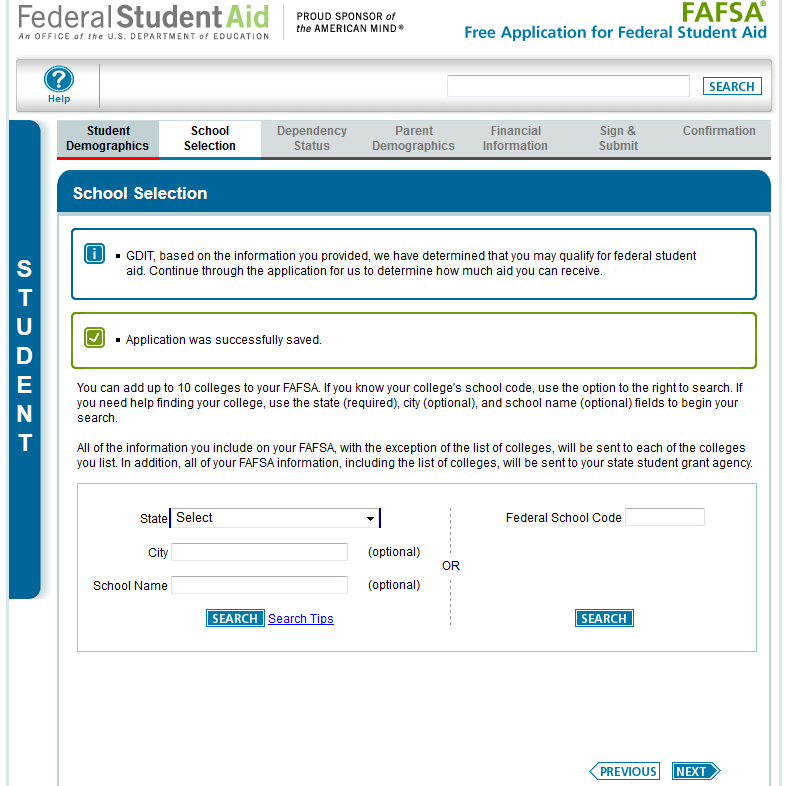 Federal Student Aid
An OFFICE of the U.S. DEPARTMENT of EDUCATION
PROUD SPONSOR of
the AMERICAN MIND®
FAFSA®
Free Application for Federal Student Aid
?
Help
SEARCH
Student
Demographics
School
Selection
Dependency
Status
Parent
Demographics
Financial
Information
Sign &
Submit
Confirmation
STUDENT
School Selection
i
▪ GDIT, based on the information you provided, we have determined that you may qualify for federal student
aid. Continue through the application for us to determine how much aid you can receive.
▪ Application was successfully saved.
You can add up to 10 colleges to your FAFSA. If you know your college's school code, use the option to the right to search. If
you need help finding your college, use the state (required), city (optional), and school name (optional) fields to begin your
search.
All of the information you include on your FAFSA, with the exception of the list of colleges, will be sent to each of the colleges
you list. In addition, all of your FAFSA information, including the list of colleges, will be sent to your state student grant agency.
State Select
City (optional)
School Name (optional)
SEARCH Search Tips
OR
Federal School Code
SEARCH
PREVIOUS NEXT